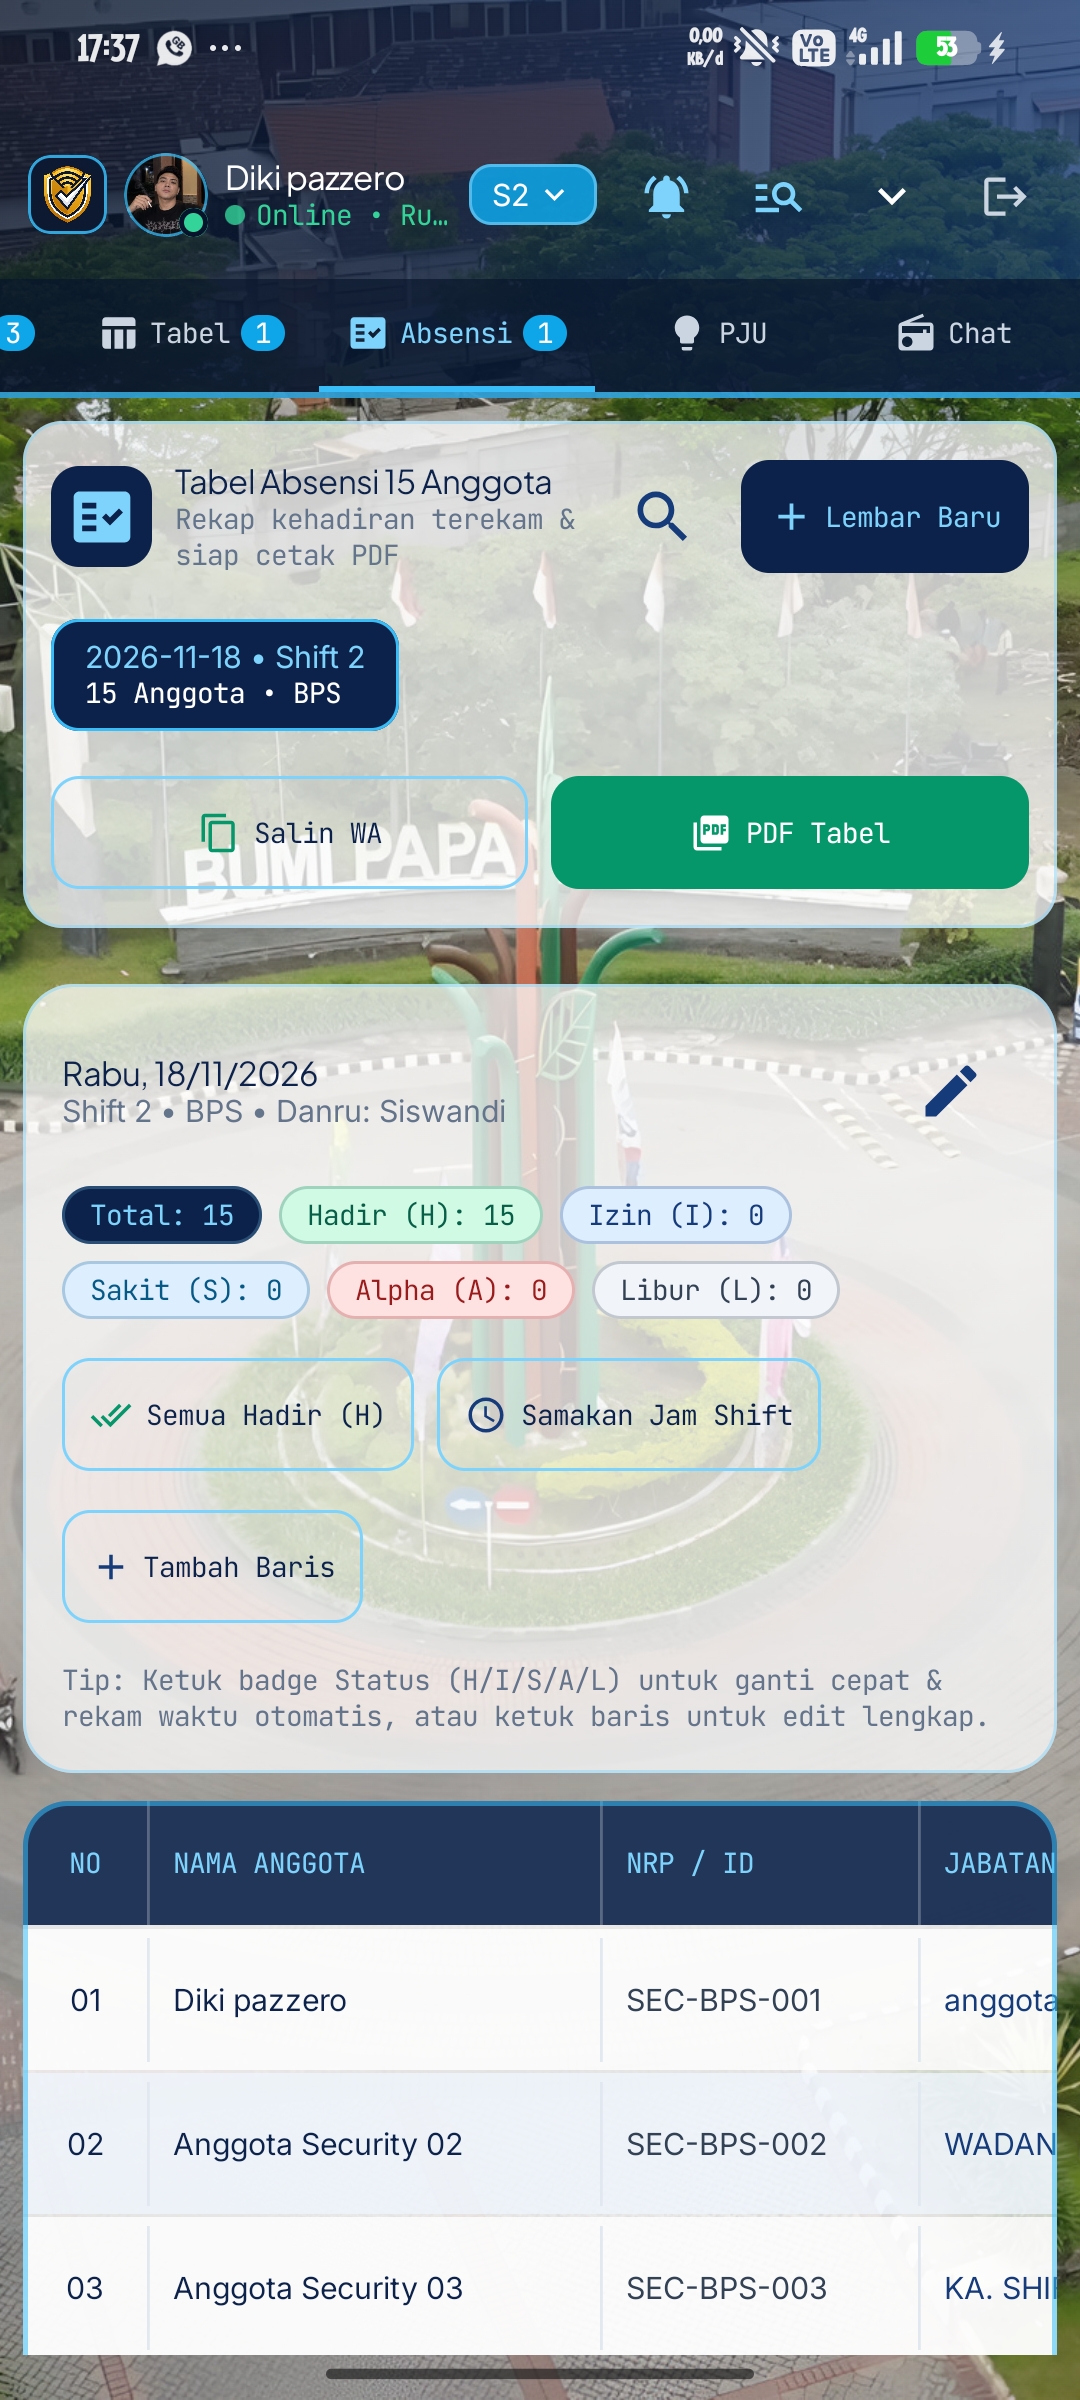 17:37
0,00 KB/d
Vo LTE
4G
53
Diki pazzero
Online • Ru…
S2
3
Tabel 1
Absensi 1
PJU
Chat
Tabel Absensi 15 Anggota
Rekap kehadiran terekam &
siap cetak PDF
Lembar Baru
2026-11-18 • Shift 2
15 Anggota • BPS
Salin WA
PDF Tabel
BUMI PAPA
Rabu, 18/11/2026
Shift 2 • BPS • Danru: Siswandi
Total: 15
Hadir (H): 15
Izin (I): 0
Sakit (S): 0
Alpha (A): 0
Libur (L): 0
Semua Hadir (H)
Samakan Jam Shift
Tambah Baris
Tip: Ketuk badge Status (H/I/S/A/L) untuk ganti cepat &
rekam waktu otomatis, atau ketuk baris untuk edit lengkap.
NO NAMA ANGGOTA NRP / ID JABATAN
01 Diki pazzero SEC-BPS-001 anggota
02 Anggota Security 02 SEC-BPS-002 WADAN
03 Anggota Security 03 SEC-BPS-003 KA. SHI